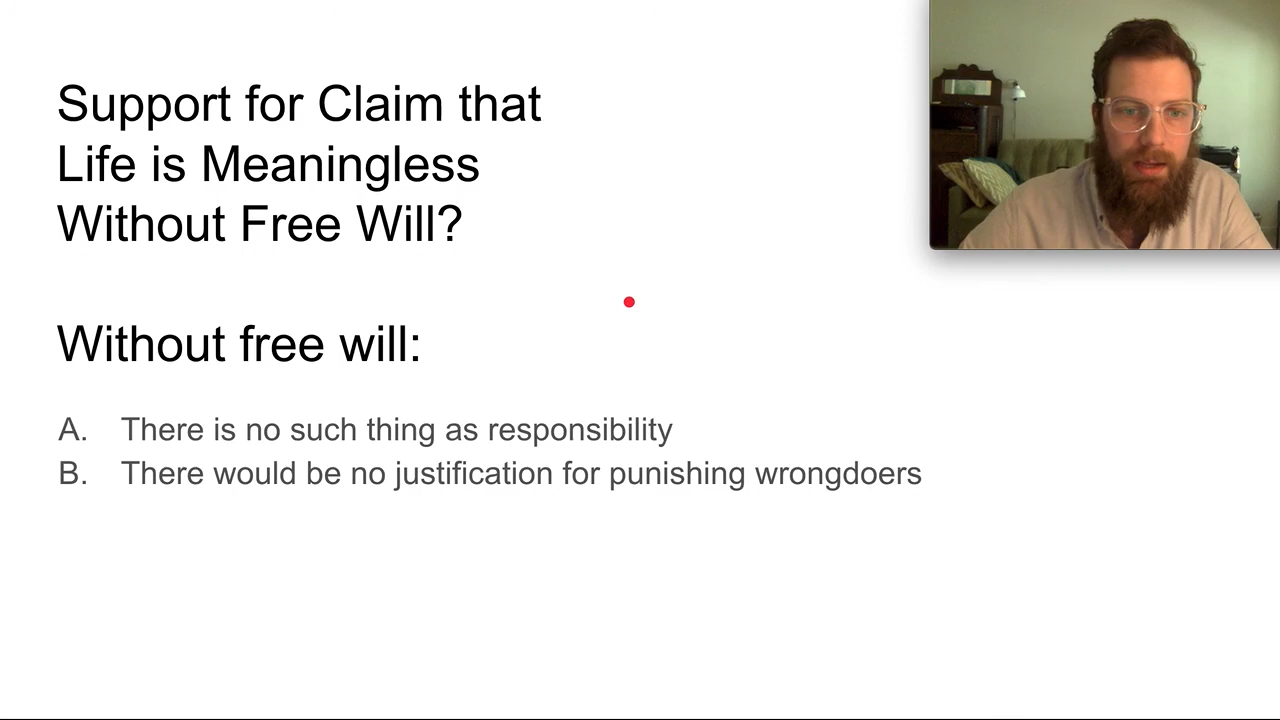 Support for Claim that
Life is Meaningless
Without Free Will?
Without free will:
A. There is no such thing as responsibility
B. There would be no justification for punishing wrongdoers